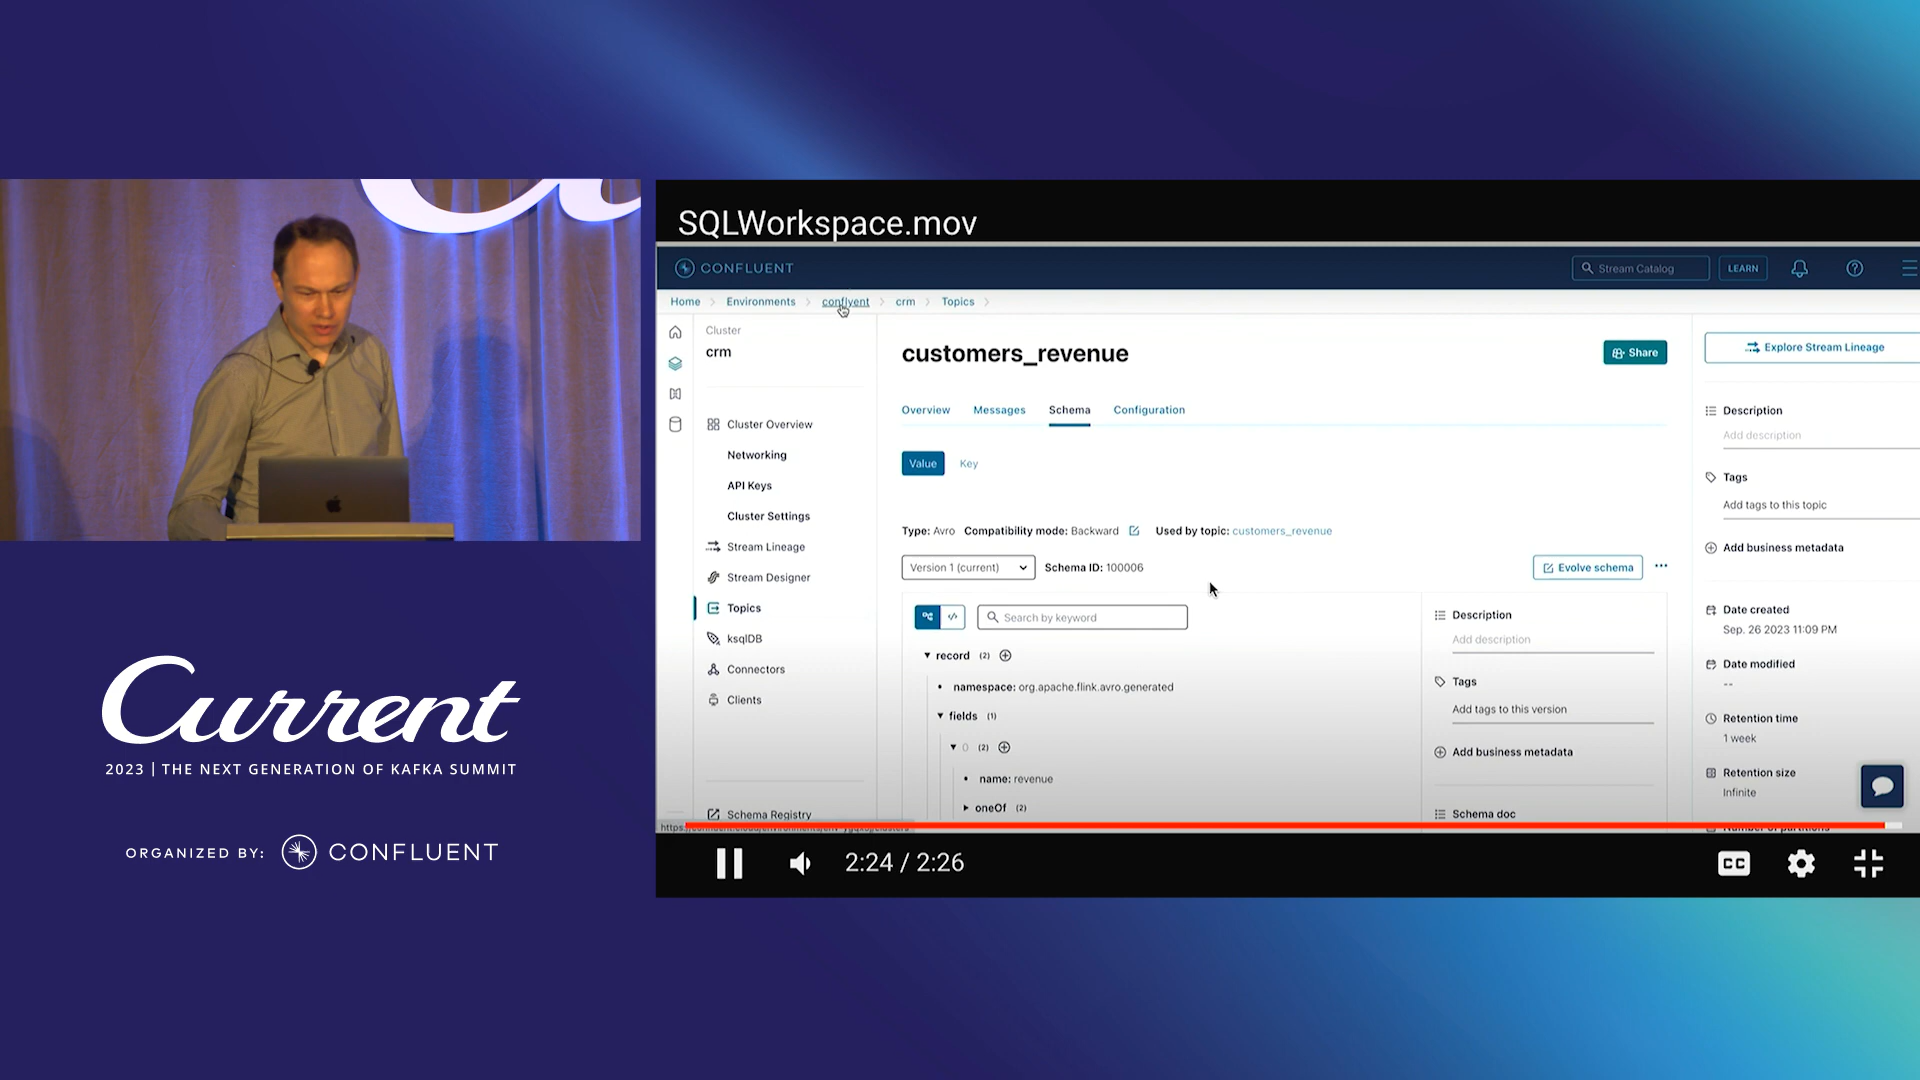 SQLWorkspace.mov
CONFLUENT
Stream Catalog
LEARN
Home
Environments
conflyent
crm
Topics
Cluster
crm
Cluster Overview
Networking
API Keys
Cluster Settings
Stream Lineage
Stream Designer
Topics
ksqlDB
Connectors
Clients
Schema Registry
customers_revenue
Share
Overview
Messages
Schema
Configuration
Value
Key
Type: Avro Compatibility mode: Backward Used by topic: customers_revenue
Version 1 (current)
Schema ID: 100006
Evolve schema
Search by keyword
record (2)
namespace: org.apache.flink.avro.generated
fields (1)
0 (2)
name: revenue
oneOf (2)
Description
Add description
Tags
Add tags to this version
Add business metadata
Schema doc
Explore Stream Lineage
Description
Add description
Tags
Add tags to this topic
Add business metadata
Date created
Sep. 26 2023 11:09 PM
Date modified
--
Retention time
1 week
Retention size
Infinite
Number of partitions
2:24 / 2:26
CC
Current
2023 | THE NEXT GENERATION OF KAFKA SUMMIT
ORGANIZED BY: CONFLUENT